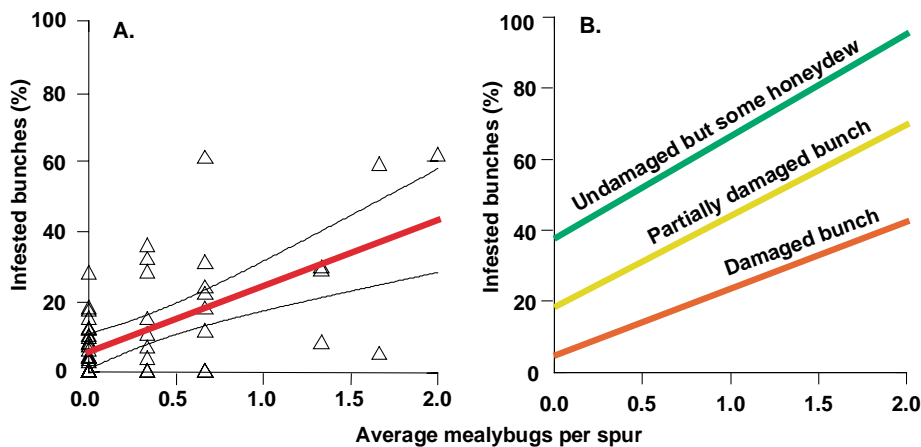 A.
Infested bunches (%)
100
80
60
40
20
0
0.0 0.5 1.0 1.5 2.0
B.
Infested bunches (%)
100
80
60
40
20
0
Undamaged but some honeydew
Partially damaged bunch
Damaged bunch
0.0 0.5 1.0 1.5 2.0
Average mealybugs per spur